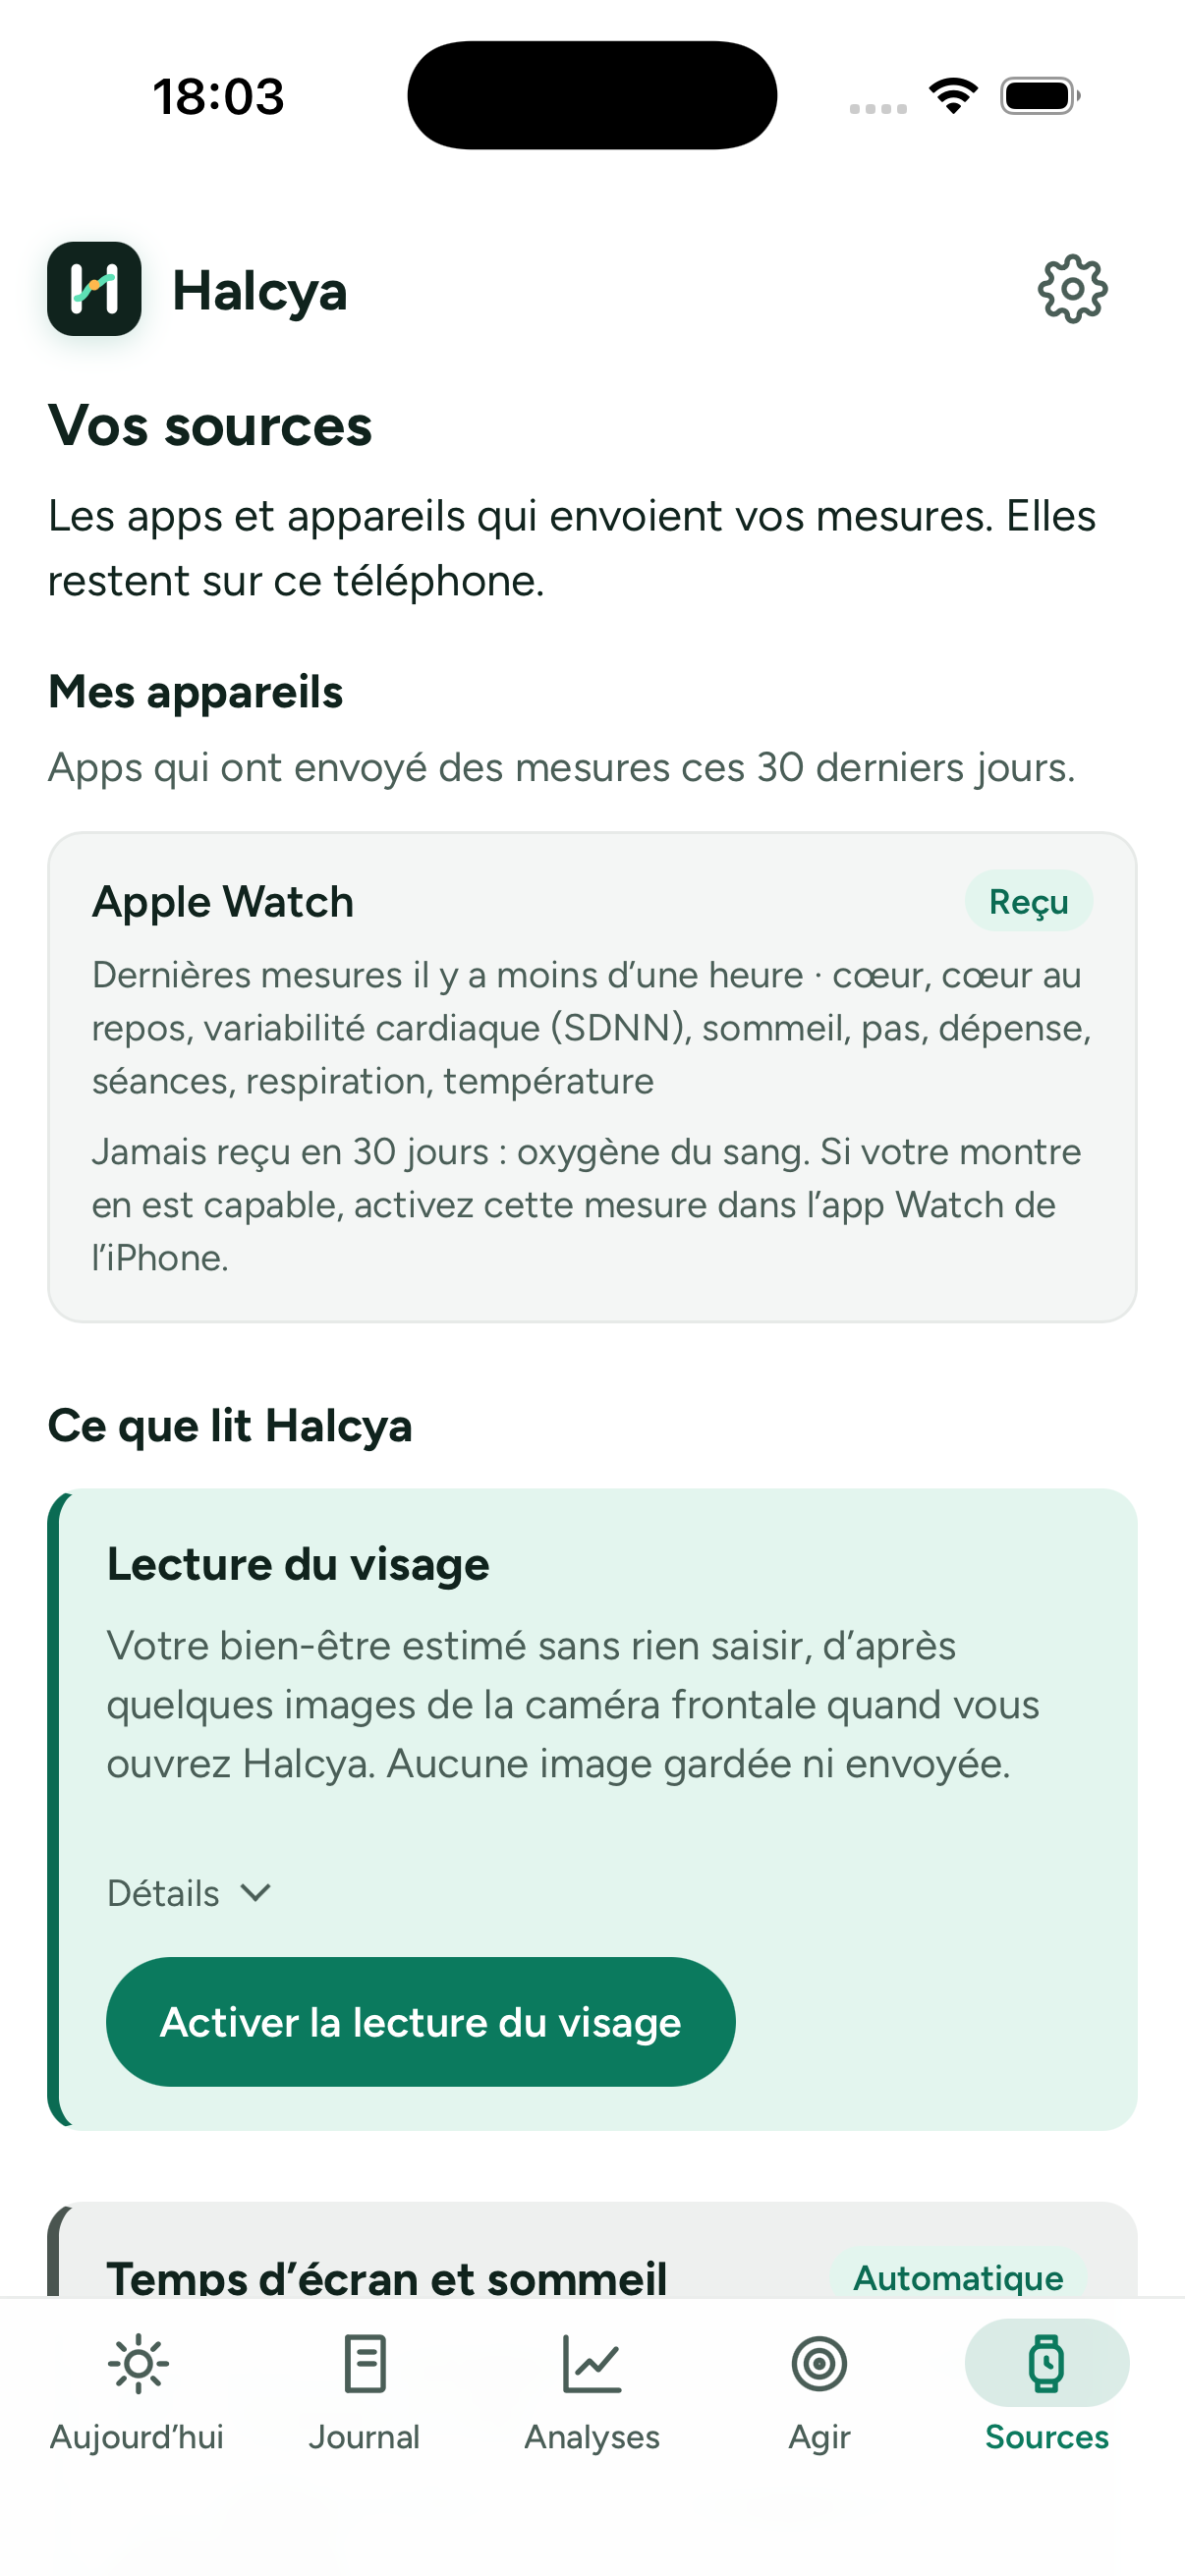 18:03
Halcya
Vos sources
Les apps et appareils qui envoient vos mesures. Elles
restent sur ce téléphone.
Mes appareils
Apps qui ont envoyé des mesures ces 30 derniers jours.
Apple Watch
Reçu
Dernières mesures il y a moins d’une heure · cœur, cœur au
repos, variabilité cardiaque (SDNN), sommeil, pas, dépense,
séances, respiration, température
Jamais reçu en 30 jours : oxygène du sang. Si votre montre
en est capable, activez cette mesure dans l’app Watch de
l’iPhone.
Ce que lit Halcya
Lecture du visage
Votre bien-être estimé sans rien saisir, d’après
quelques images de la caméra frontale quand vous
ouvrez Halcya. Aucune image gardée ni envoyée.
Détails
Activer la lecture du visage
Temps d’écran et sommeil
Automatique
Aujourd’hui
Journal
Analyses
Agir
Sources